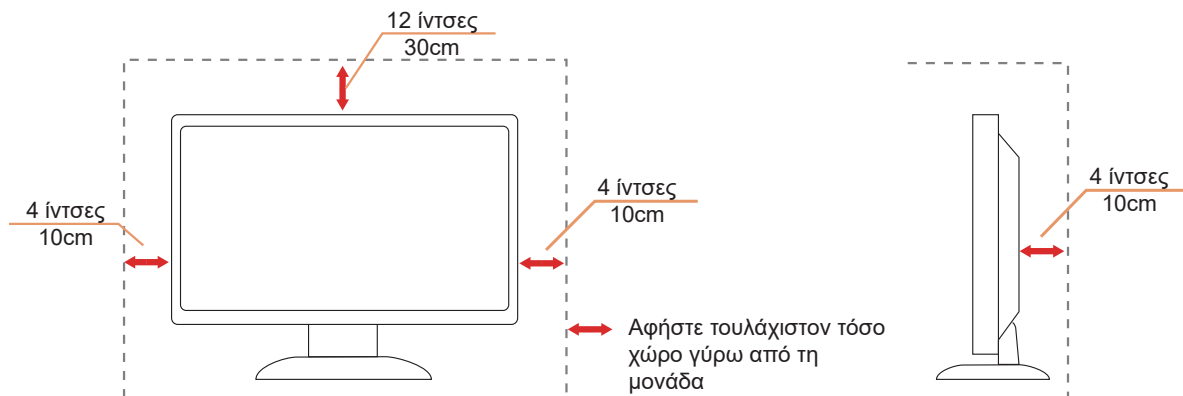 12 ίντσες
30cm
4 ίντσες
10cm
4 ίντσες
10cm
4 ίντσες
10cm
Αφήστε τουλάχιστον τόσο
χώρο γύρω από τη
μονάδα